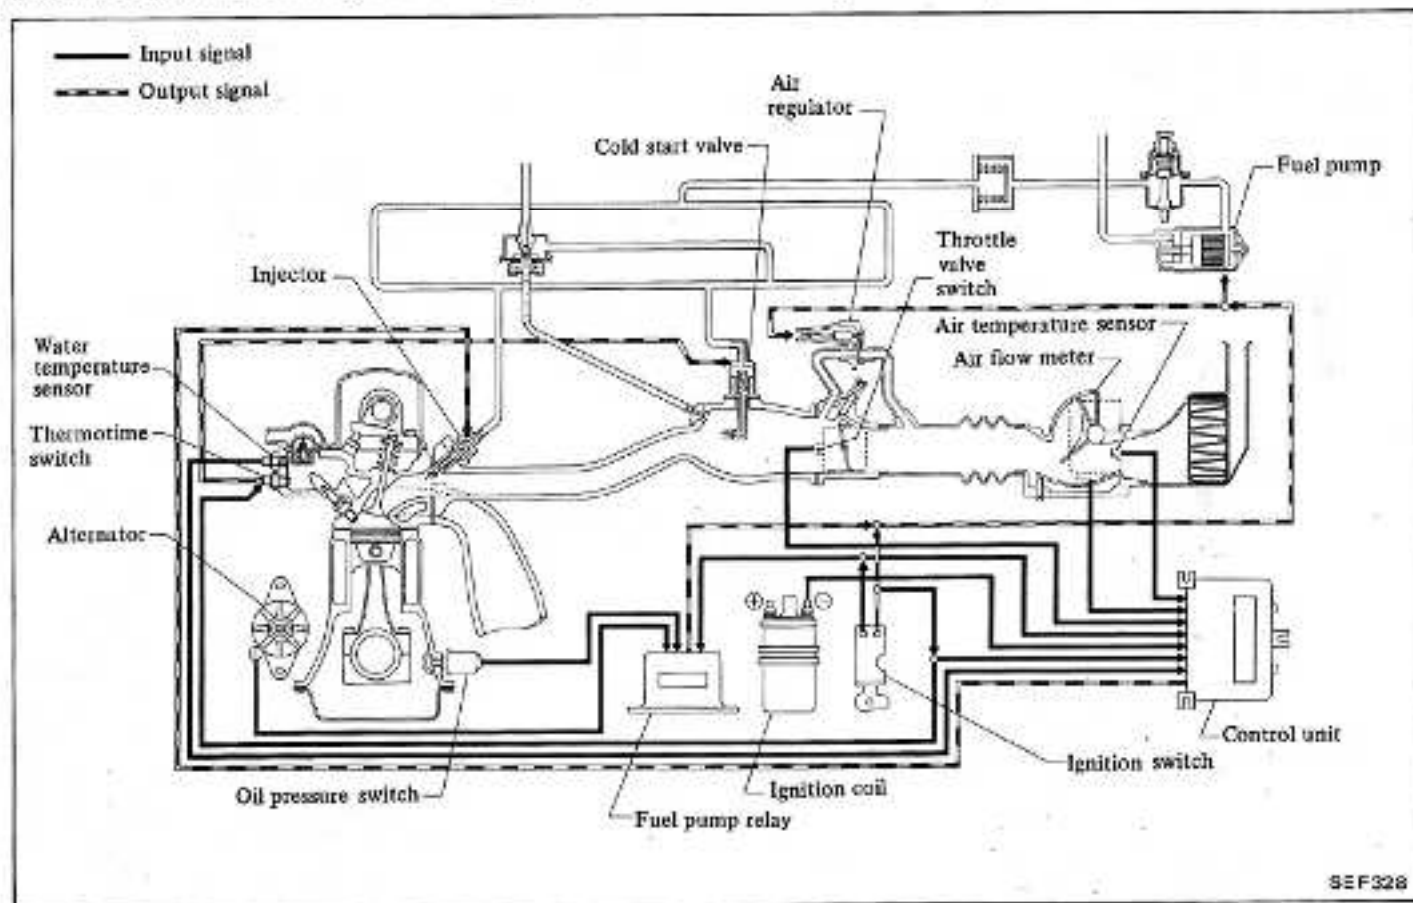 Input signal
Output signal
Air
regulator
Cold start valve
Fuel pump
Throttle
valve
switch
Injector
Air temperature sensor
Air flow meter
Water
temperature
sensor
Thermotime
switch
Alternator
+
−
Control unit
Ignition switch
Ignition coil
Oil pressure switch
Fuel pump relay
SEF328